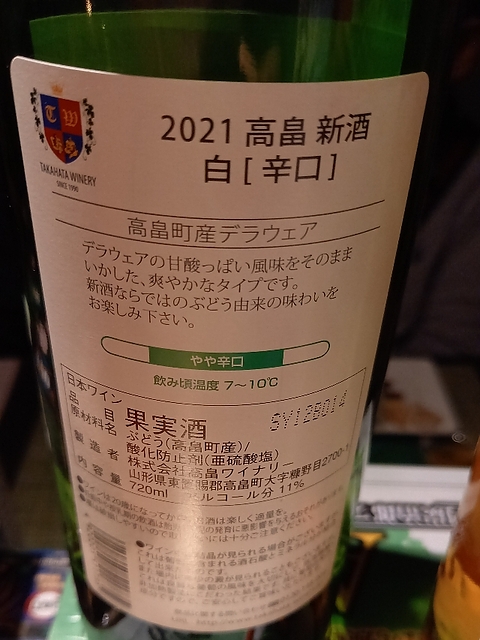 T W
TAKAHATA WINERY
SINCE 1990
2021 高畠 新酒
白 [ 辛口 ]
高畠町産デラウェア
デラウェアの甘酸っぱい風味をそのまま
いかした、爽やかなタイプです。
新酒ならではのぶどう由来の味わいを
お楽しみ下さい。
やや辛口
飲み頃温度 7〜10℃
日本ワイン
品 目 果実酒
SY12B014
原材料名 ぶどう(高畠町産)/
酸化防止剤(亜硫酸塩)
製 造 者 株式会社高畠ワイナリー
山形県東置賜郡高畠町大字糠野目2700-1
内 容 量 720ml アルコール分 11%